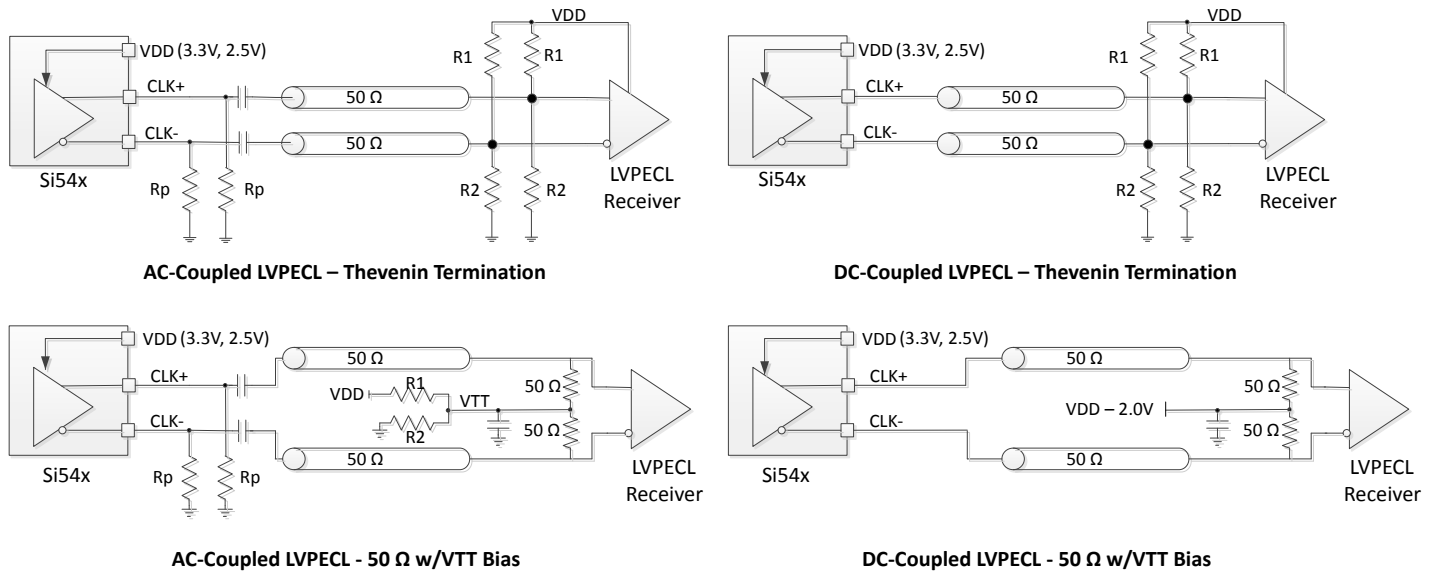 VDD
VDD (3.3V, 2.5V)
R1
R1
CLK+
50 Ω
CLK-
50 Ω
Si54x
Rp
Rp
R2
R2
LVPECL
Receiver
AC-Coupled LVPECL – Thevenin Termination
VDD
VDD (3.3V, 2.5V)
R1
R1
CLK+
50 Ω
CLK-
50 Ω
Si54x
R2
R2
LVPECL
Receiver
DC-Coupled LVPECL – Thevenin Termination
VDD (3.3V, 2.5V)
50 Ω
CLK+
R1
50 Ω
VDD
VTT
CLK-
R2
50 Ω
50 Ω
Si54x
Rp
Rp
LVPECL
Receiver
AC-Coupled LVPECL - 50 Ω w/VTT Bias
VDD (3.3V, 2.5V)
50 Ω
CLK+
50 Ω
VDD – 2.0V
CLK-
50 Ω
50 Ω
Si54x
LVPECL
Receiver
DC-Coupled LVPECL - 50 Ω w/VTT Bias